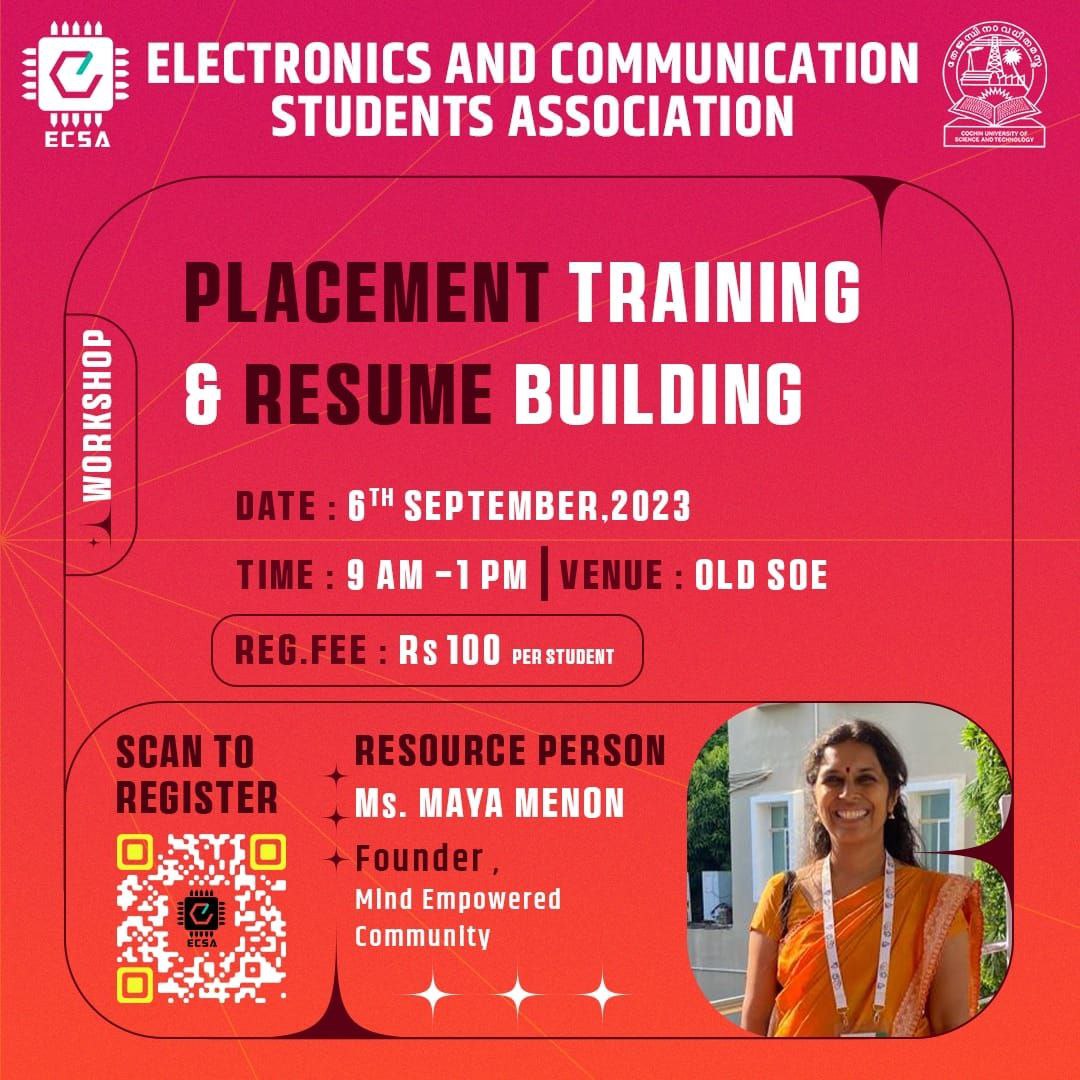 ECSA
ELECTRONICS AND COMMUNICATION
STUDENTS ASSOCIATION
COCHIN UNIVERSITY OF
SCIENCE AND TECHNOLOGY
WORKSHOP
PLACEMENT TRAINING
& RESUME BUILDING
DATE : 6TH SEPTEMBER,2023
TIME : 9 AM -1 PM | VENUE : OLD SOE
REG.FEE : Rs 100 PER STUDENT
SCAN TO
REGISTER
ECSA
RESOURCE PERSON
Ms. MAYA MENON
Founder ,
Mind Empowered
Community